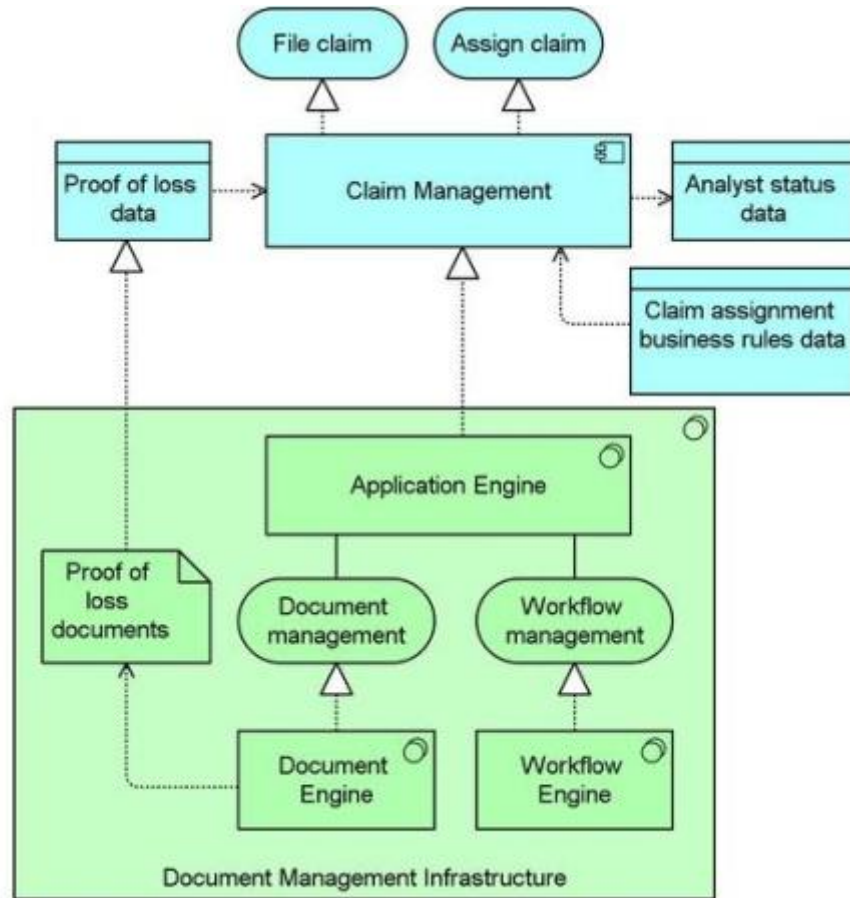 File claim
Assign claim
Proof of loss
data
Claim Management
Analyst status
data
Claim assignment
business rules data
Application Engine
Proof of
loss
documents
Document
management
Workflow
management
Document
Engine
Workflow
Engine
Document Management Infrastructure